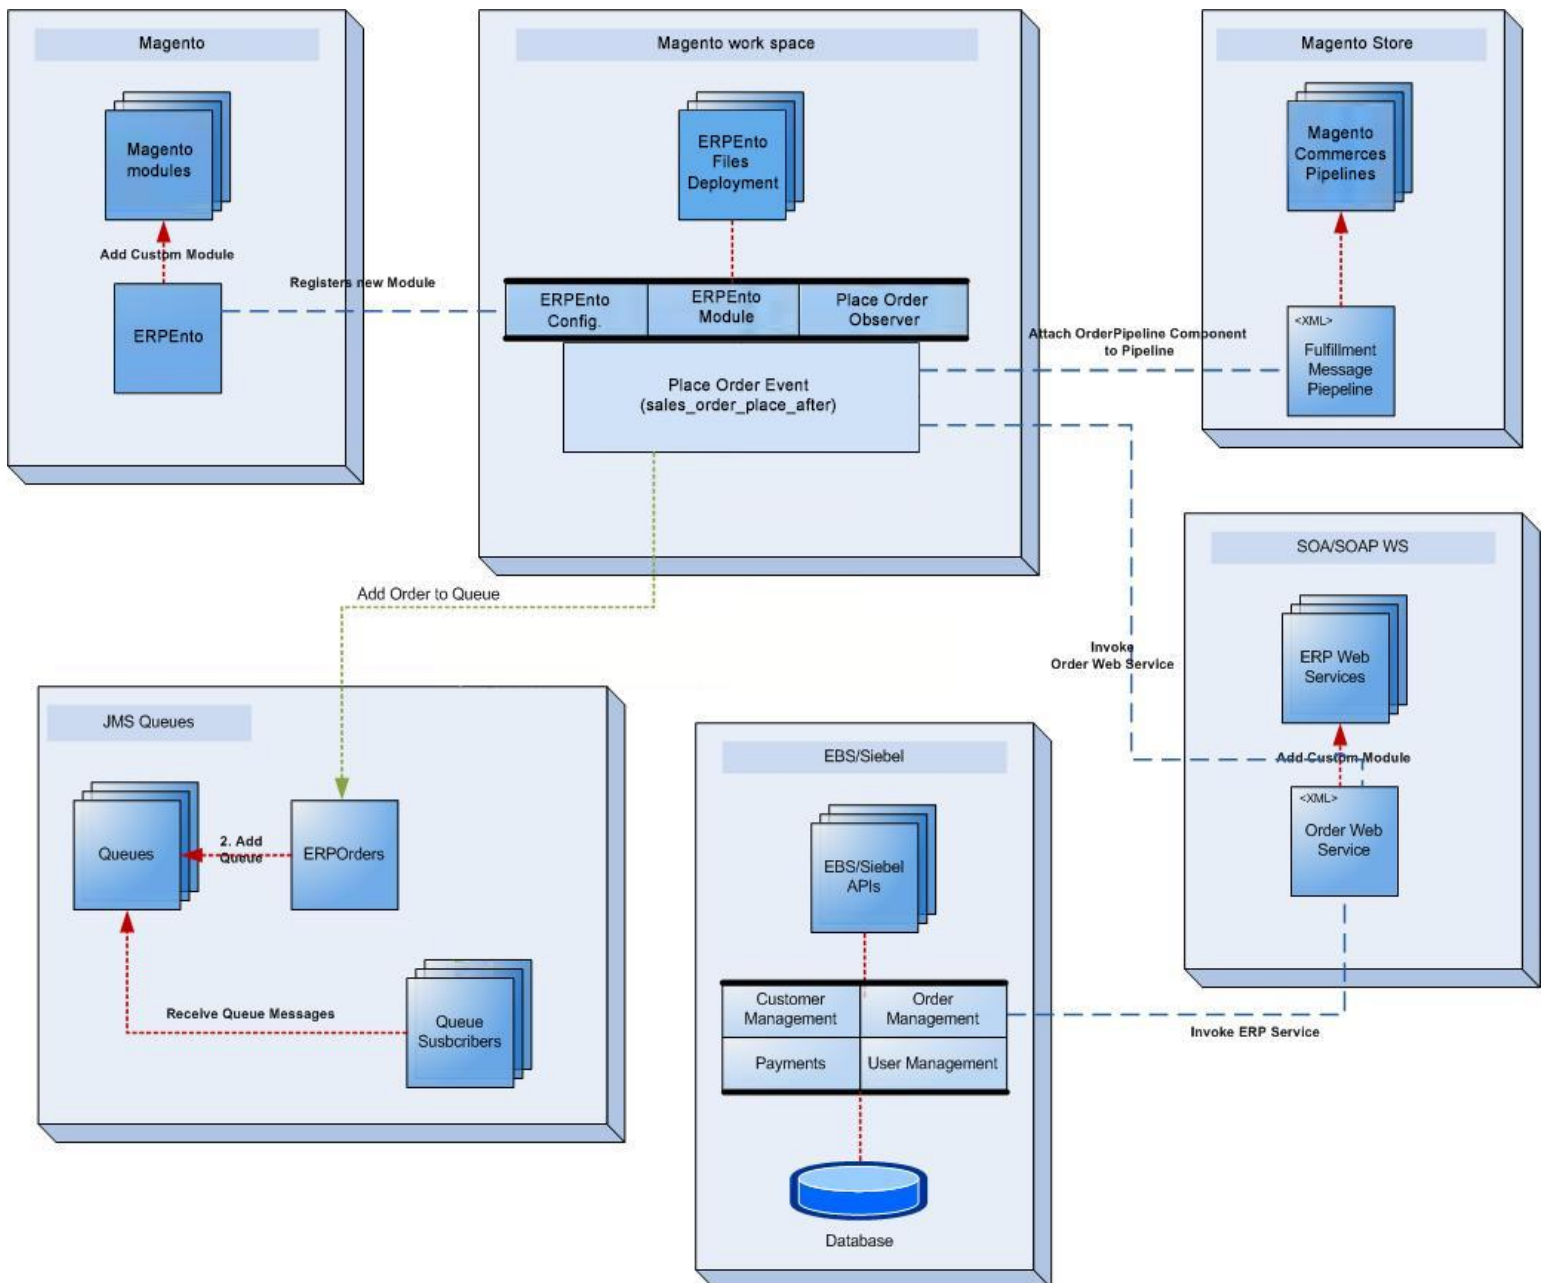 Magento
Magento
modules
Add Custom Module
ERPEnto
Registers new Module
Magento work space
ERPEnto
Files
Deployment
ERPEnto
Config.
ERPEnto
Module
Place Order
Observer
Place Order Event
(sales_order_place_after)
Magento Store
Magento
Commerces
Pipelines
Attach OrderPipeline Component
to Pipeline
<XML>
Fulfillment
Message
Piepeline
Add Order to Queue
Invoke
Order Web Service
SOA/SOAP WS
ERP Web
Services
Add Custom Module
<XML>
Order Web
Service
JMS Queues
Queues
2. Add
Queue
ERPOrders
Receive Queue Messages
Queue
Susbcribers
EBS/Siebel
EBS/Siebel
APIs
Customer
Management
Order
Management
Payments
User Management
Invoke ERP Service
Database